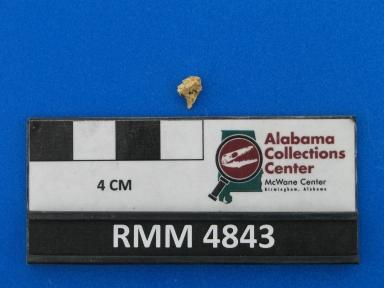 Alabama
Collections
Center
McWane Center
Birmingham, Alabama
4 CM
RMM 4843